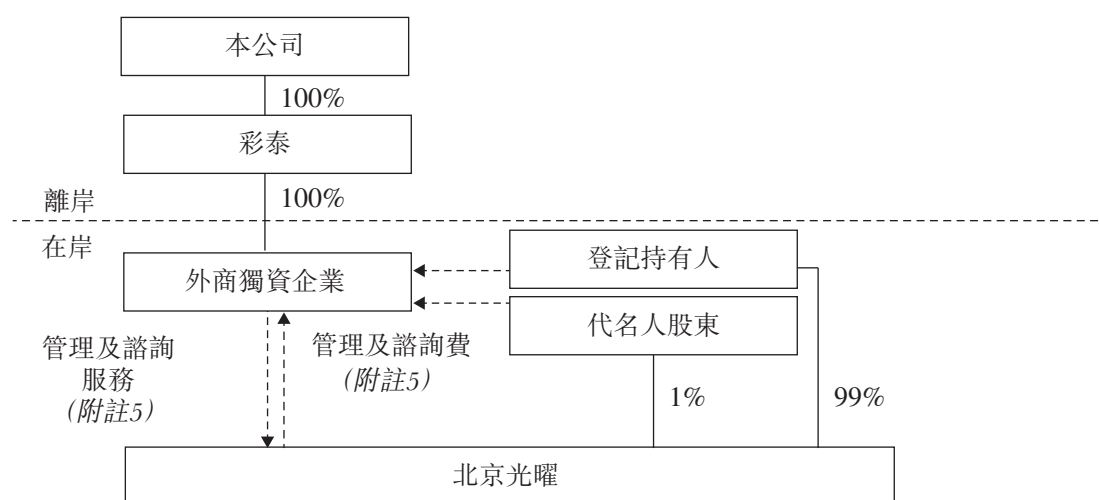 本公司
100%
彩泰
離岸
100%
在岸
外商獨資企業
登記持有人
代名人股東
管理及諮詢
服務
(附註5)
管理及諮詢費
(附註5)
1%
99%
北京光曜